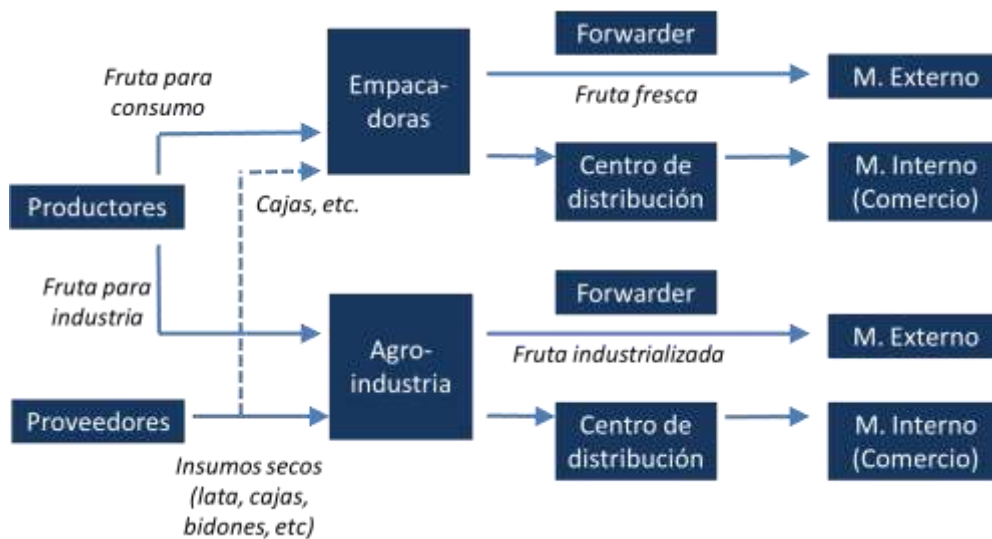 Forwarder
Fruta para
consumo
Empaca-
doras
Fruta fresca
M. Externo
Centro de
distribución
M. Interno
(Comercio)
Productores
Cajas, etc.
Fruta para
industria
Forwarder
Agro-
industria
Fruta industrializada
M. Externo
Proveedores
Centro de
distribución
M. Interno
(Comercio)
Insumos secos
(lata, cajas,
bidones, etc)